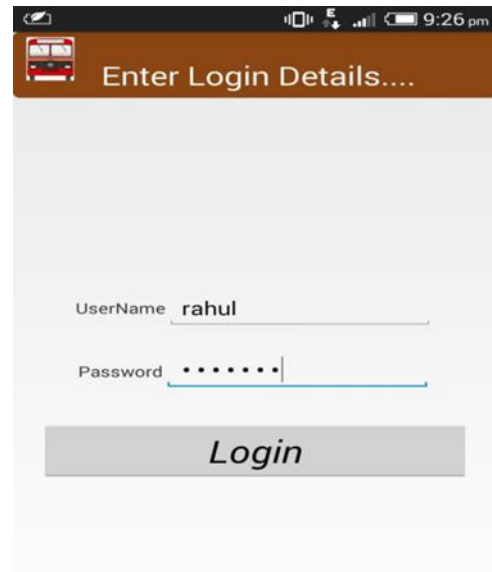 E 9:26 pm
Enter Login Details....
UserName rahul
Password •••••••
Login